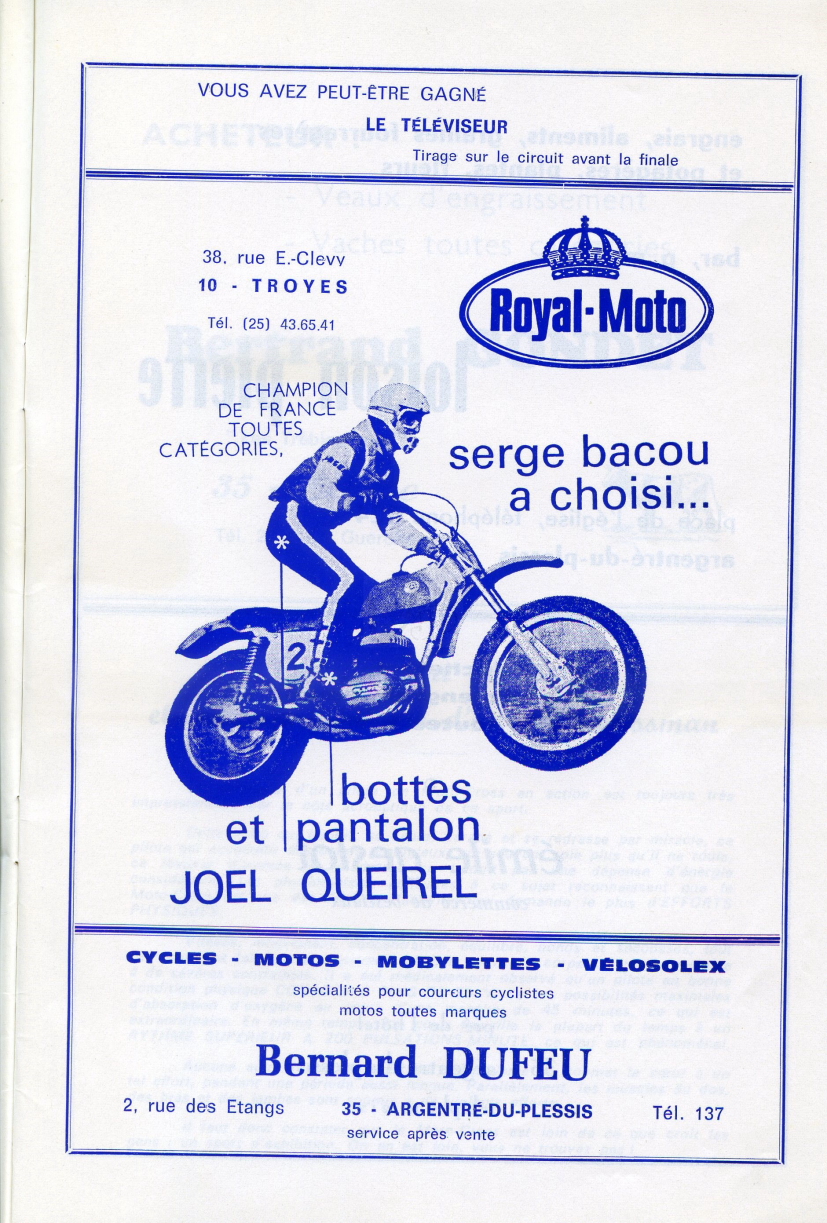 VOUS AVEZ PEUT-ÊTRE GAGNÉ
LE TÉLÉVISEUR
Tirage sur le circuit avant la finale
38, rue E.-Clevy
10 - TROYES
Tél. (25) 43.65.41
Royal-Moto
CHAMPION
DE FRANCE
TOUTES
CATÉGORIES,
serge bacou
a choisi...
2
bottes
et pantalon
JOEL QUEIREL
CYCLES - MOTOS - MOBYLETTES - VÉLOSOLEX
spécialités pour coureurs cyclistes
motos toutes marques
Bernard DUFEU
2, rue des Etangs 35 - ARGENTRÉ-DU-PLESSIS Tél. 137
service après vente